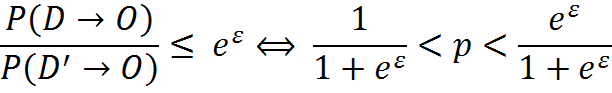 P(D → O) / P(D′ → O) ≤ e^ε ⇔ 1 / (1 + e^ε) < p < e^ε / (1 + e^ε)